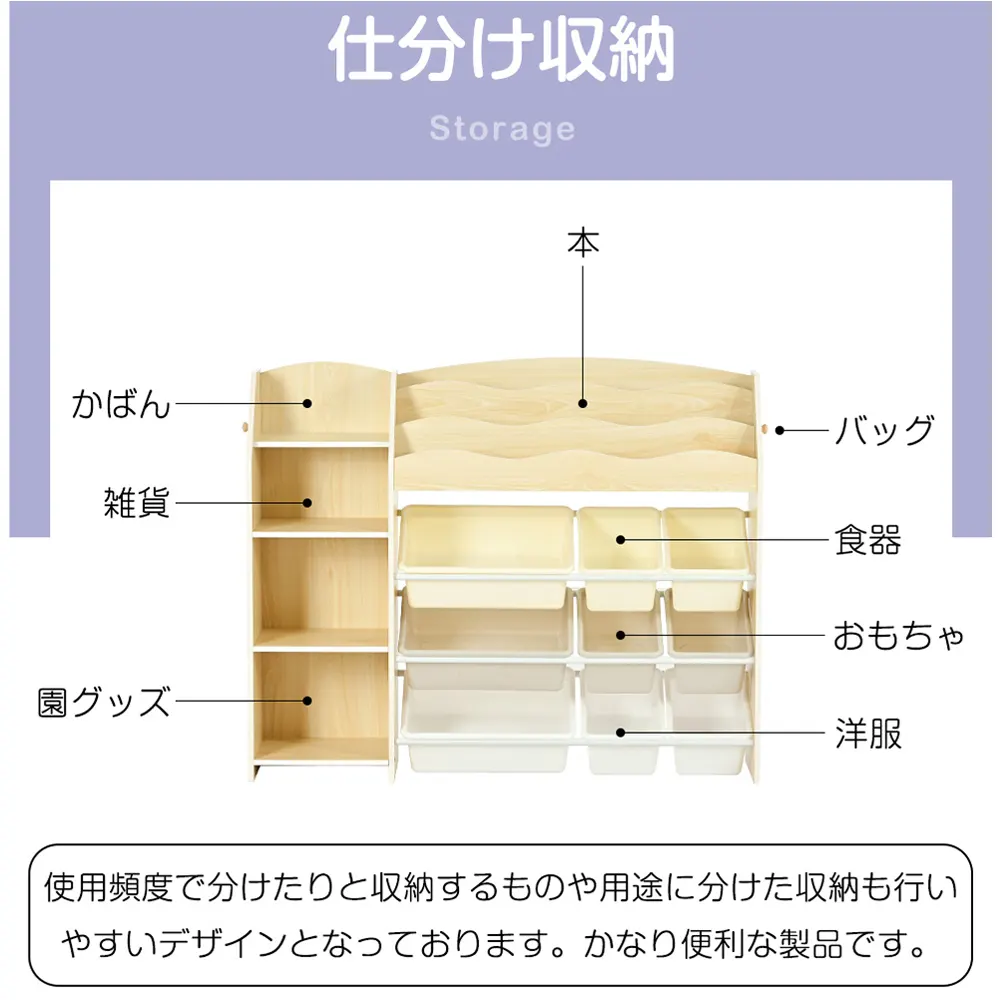 仕分け収納
Storage
本
かばん
バッグ
雑貨
食器
おもちゃ
園グッズ
洋服
使用頻度で分けたりと収納するものや用途に分けた収納も行い
やすいデザインとなっております。かなり便利な製品です。